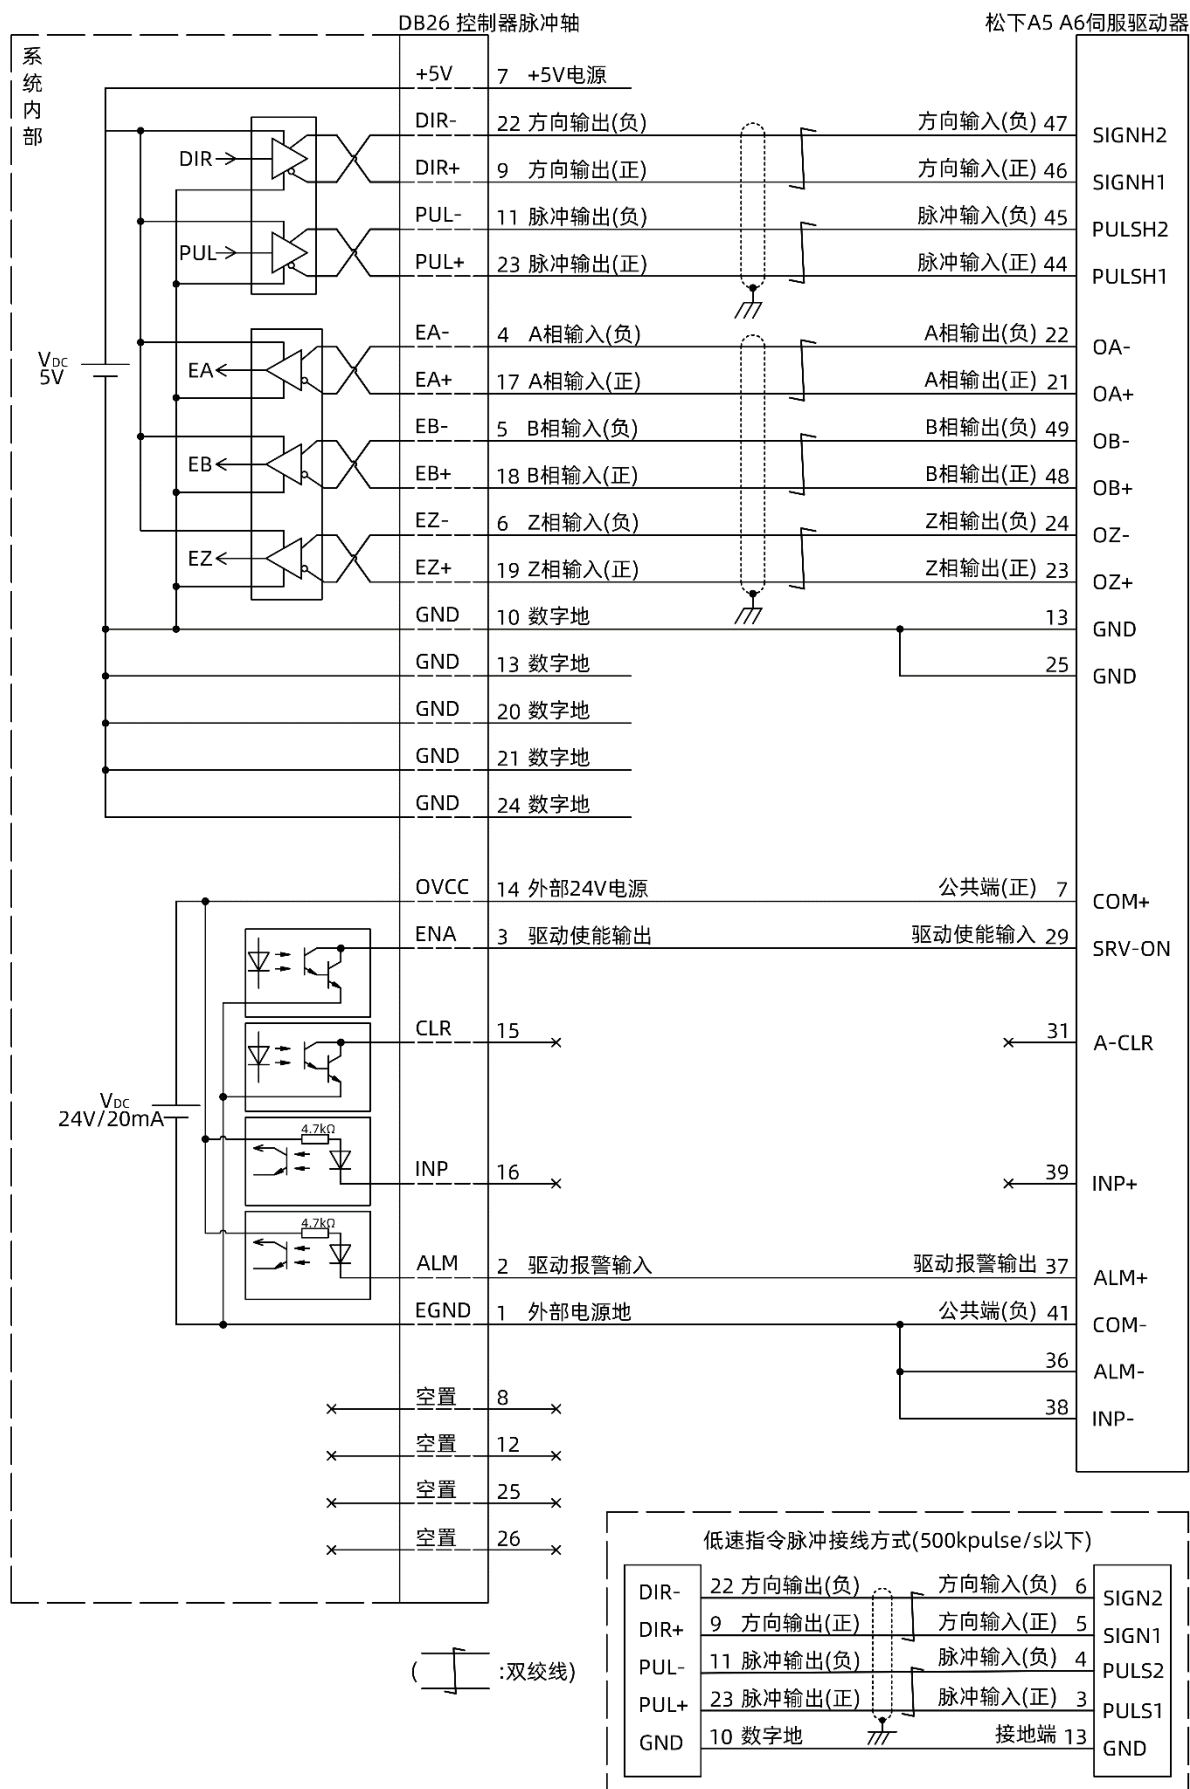 DB26 控制器脉冲轴 松下A5 A6伺服驱动器
系统内部
+5V 7 +5V电源
DIR- 22 方向输出(负) 方向输入(负) 47 SIGNH2
DIR
DIR+ 9 方向输出(正) 方向输入(正) 46 SIGNH1
PUL- 11 脉冲输出(负) 脉冲输入(负) 45 PULSH2
PUL
PUL+ 23 脉冲输出(正) 脉冲输入(正) 44 PULSH1
EA- 4 A相输入(负) A相输出(负) 22 OA-
VDC
5V
EA
EA+ 17 A相输入(正) A相输出(正) 21 OA+
EB- 5 B相输入(负) B相输出(负) 49 OB-
EB
EB+ 18 B相输入(正) B相输出(正) 48 OB+
EZ- 6 Z相输入(负) Z相输出(负) 24 OZ-
EZ
EZ+ 19 Z相输入(正) Z相输出(正) 23 OZ+
GND 10 数字地 13 GND
GND 13 数字地 25 GND
GND 20 数字地
GND 21 数字地
GND 24 数字地
OVCC 14 外部24V电源 公共端(正) 7 COM+
ENA 3 驱动使能输出 驱动使能输入 29 SRV-ON
CLR 15 31 A-CLR
VDC
24V/20mA
4.7kΩ
INP 16 39 INP+
4.7kΩ
ALM 2 驱动报警输入 驱动报警输出 37 ALM+
EGND 1 外部电源地 公共端(负) 41 COM-
36 ALM-
空置 8 38 INP-
空置 12
空置 25
空置 26
低速指令脉冲接线方式(500kpulse/s以下)
DIR- 22 方向输出(负) 方向输入(负) 6 SIGN2
DIR+ 9 方向输出(正) 方向输入(正) 5 SIGN1
PUL- 11 脉冲输出(负) 脉冲输入(负) 4 PULS2
PUL+ 23 脉冲输出(正) 脉冲输入(正) 3 PULS1
GND 10 数字地 接地端 13 GND
( :双绞线)